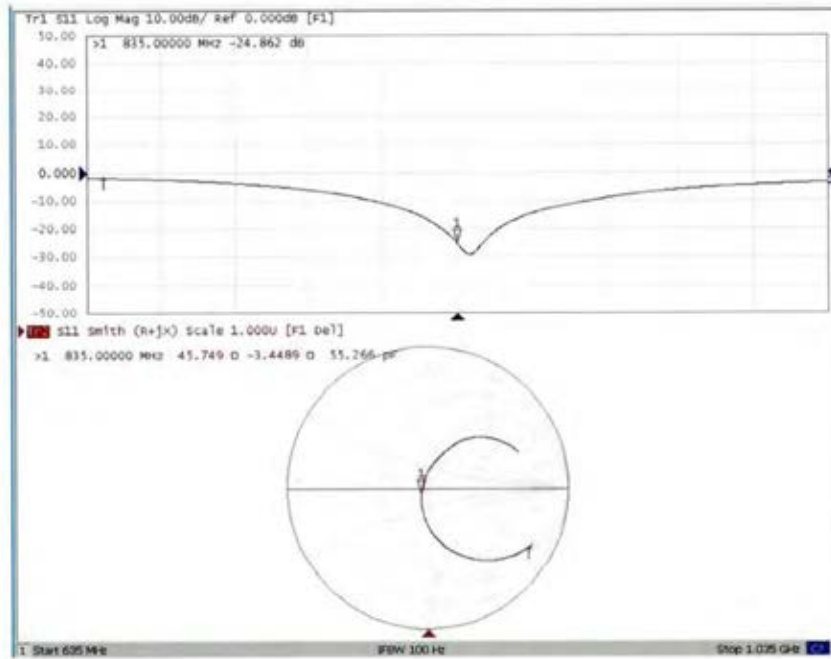 Tr1 S11 Log Mag 10.00dB/ Ref 0.000dB [F1]
50.00
>1 835.00000 MHz -24.862 dB
40.00
30.00
20.00
10.00
0.000
-10.00
-20.00
-30.00
-40.00
-50.00
1
Tr2 S11 Smith (R+jX) Scale 1.000U [F1 Del]
>1 835.00000 MHz 45.749 Ω -3.4489 Ω 55.266 pF
1
1 Start 635 MHz IFBW 100 Hz Stop 1.035 GHz